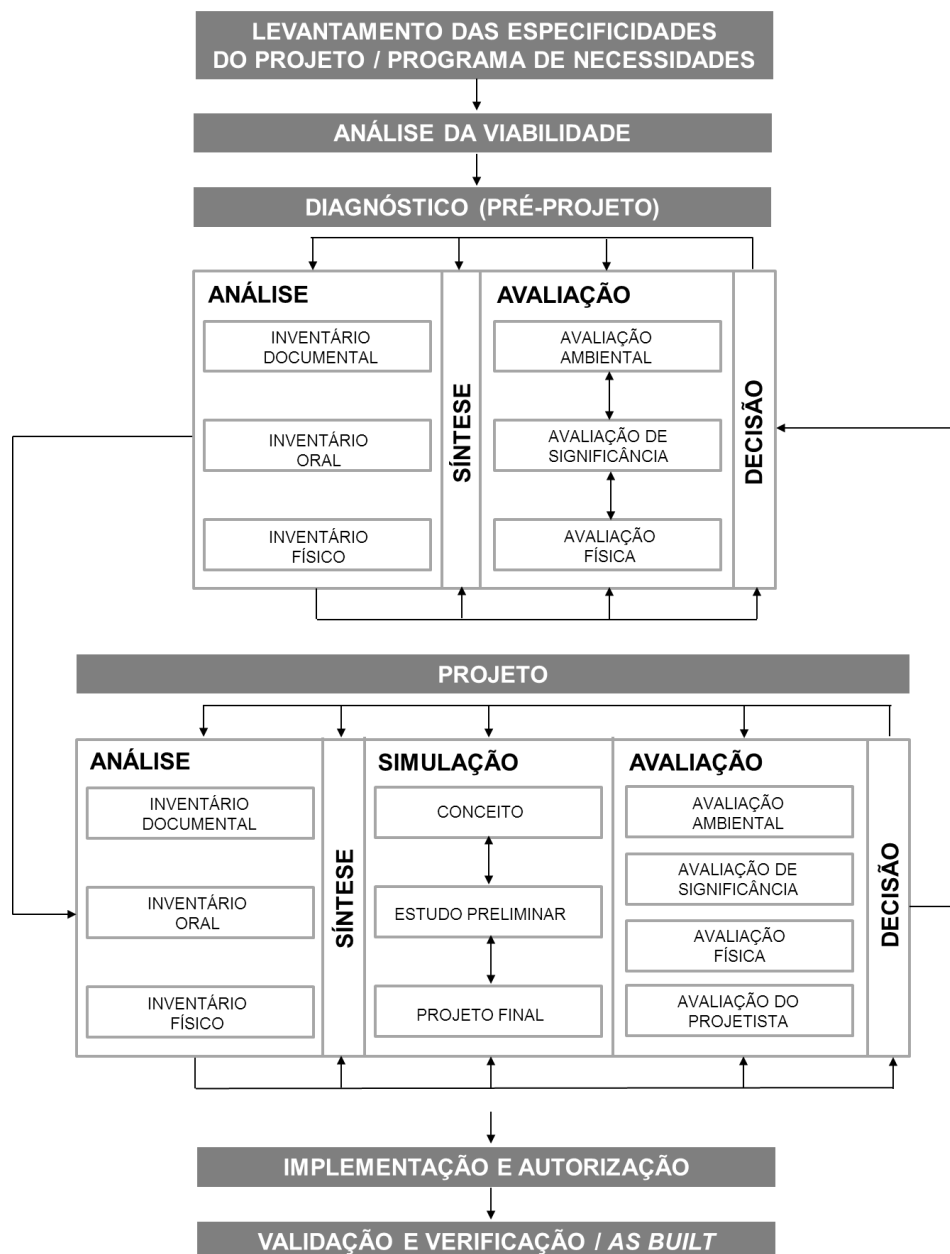 LEVANTAMENTO DAS ESPECIFICIDADES
DO PROJETO / PROGRAMA DE NECESSIDADES
ANÁLISE DA VIABILIDADE
DIAGNÓSTICO (PRÉ-PROJETO)
ANÁLISE
INVENTÁRIO
DOCUMENTAL
INVENTÁRIO
ORAL
INVENTÁRIO
FÍSICO
SÍNTESE
AVALIAÇÃO
AVALIAÇÃO
AMBIENTAL
AVALIAÇÃO DE
SIGNIFICÂNCIA
AVALIAÇÃO
FÍSICA
DECISÃO
PROJETO
ANÁLISE
INVENTÁRIO
DOCUMENTAL
INVENTÁRIO
ORAL
INVENTÁRIO
FÍSICO
SÍNTESE
SIMULAÇÃO
CONCEITO
ESTUDO PRELIMINAR
PROJETO FINAL
AVALIAÇÃO
AVALIAÇÃO
AMBIENTAL
AVALIAÇÃO DE
SIGNIFICÂNCIA
AVALIAÇÃO
FÍSICA
AVALIAÇÃO DO
PROJETISTA
DECISÃO
IMPLEMENTAÇÃO E AUTORIZAÇÃO
VALIDAÇÃO E VERIFICAÇÃO / AS BUILT